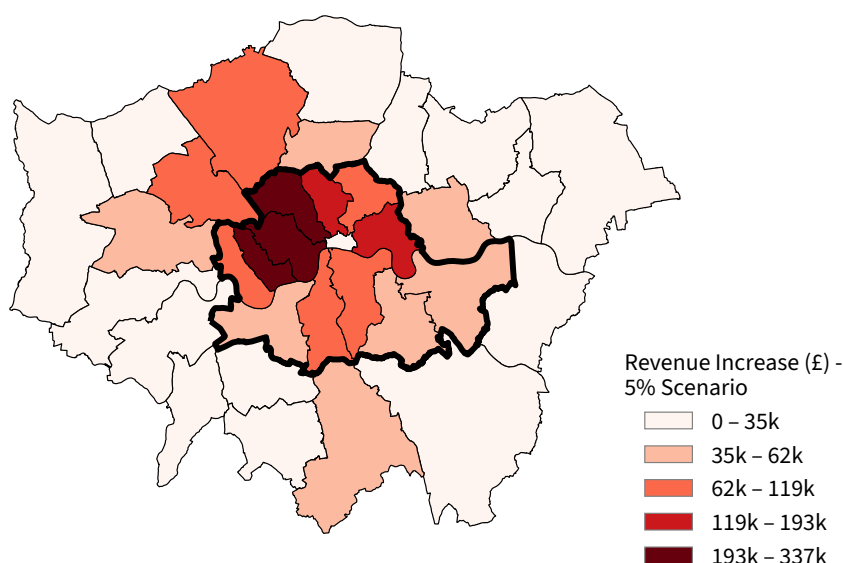 Revenue Increase (£) -
5% Scenario
0 – 35k
35k – 62k
62k – 119k
119k – 193k
193k – 337k